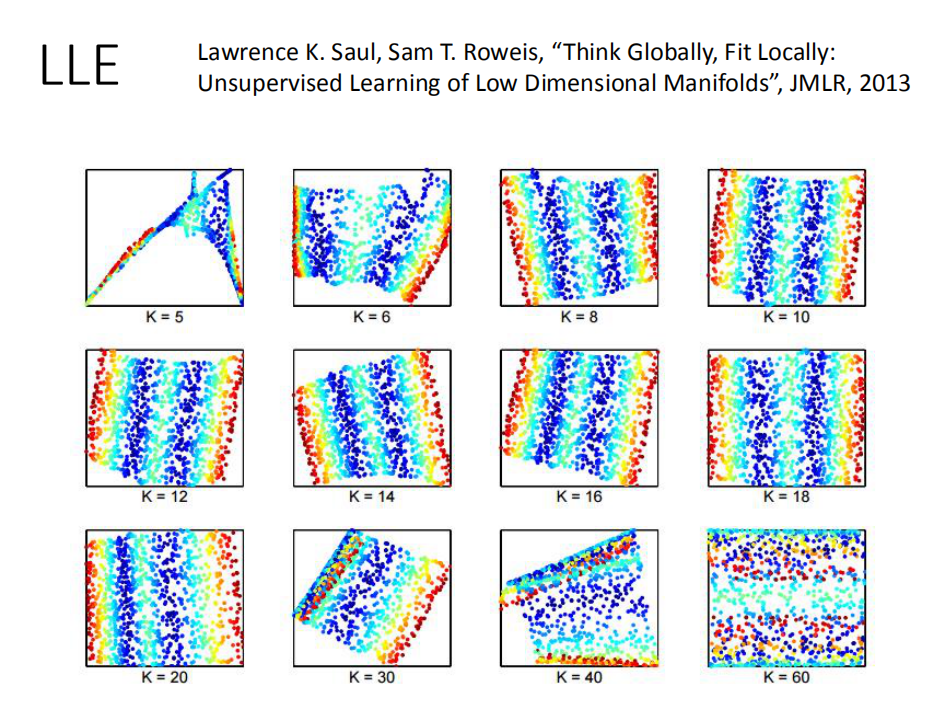 LLE
Lawrence K. Saul, Sam T. Roweis, “Think Globally, Fit Locally:
Unsupervised Learning of Low Dimensional Manifolds”, JMLR, 2013
K = 5
K = 6
K = 8
K = 10
K = 12
K = 14
K = 16
K = 18
K = 20
K = 30
K = 40
K = 60